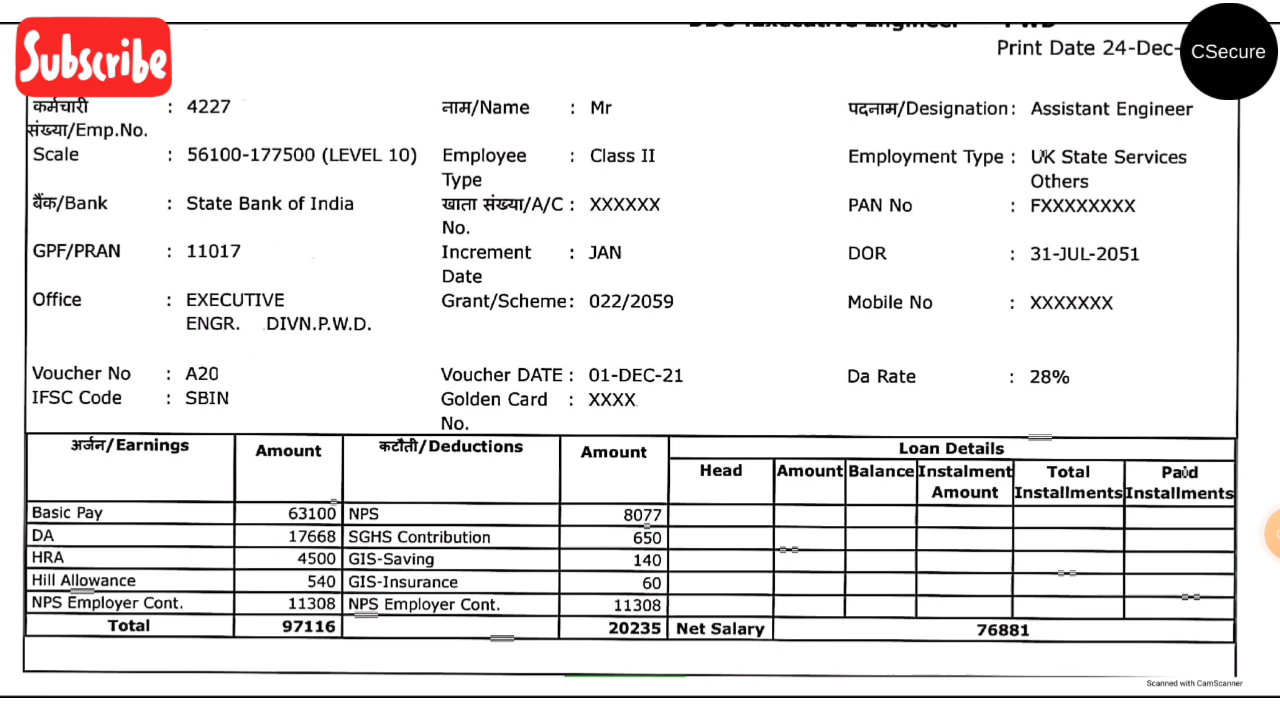 DDO :Executive Engineer PWD
Subscribe
Print Date 24-Dec-
CSecure
कर्मचारी संख्या/Emp.No. : 4227 नाम/Name : Mr पदनाम/Designation : Assistant Engineer
Scale : 56100-177500 (LEVEL 10) Employee Type : Class II Employment Type : UK State Services Others
बैंक/Bank : State Bank of India खाता संख्या/A/C No. : XXXXXX PAN No : FXXXXXXXX
GPF/PRAN : 11017 Increment Date : JAN DOR : 31-JUL-2051
Office : EXECUTIVE ENGR. DIVN.P.W.D. Grant/Scheme : 022/2059 Mobile No : XXXXXXX
Voucher No : A20 Voucher DATE : 01-DEC-21 Da Rate : 28%
IFSC Code : SBIN Golden Card No. : XXXX
अर्जन/Earnings Amount कटौती/Deductions Amount Loan Details
Head Amount Balance Instalment Amount Total Installments Paid Installments
Basic Pay 63100 NPS 8077
DA 17668 SGHS Contribution 650
HRA 4500 GIS-Saving 140
Hill Allowance 540 GIS-Insurance 60
NPS Employer Cont. 11308 NPS Employer Cont. 11308
Total 97116 20235 Net Salary 76881
Scanned with CamScanner